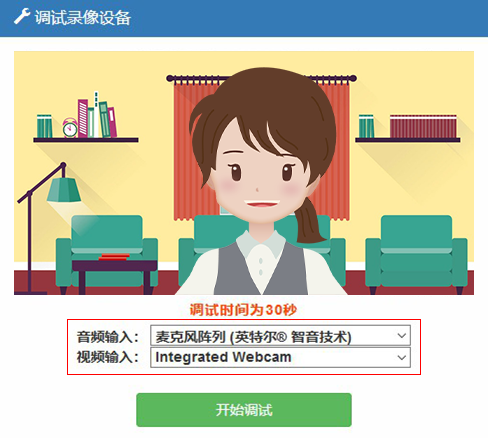 调试录像设备
调试时间为30秒
音频输入: 麦克风阵列 (英特尔® 智音技术)
视频输入: Integrated Webcam
开始调试